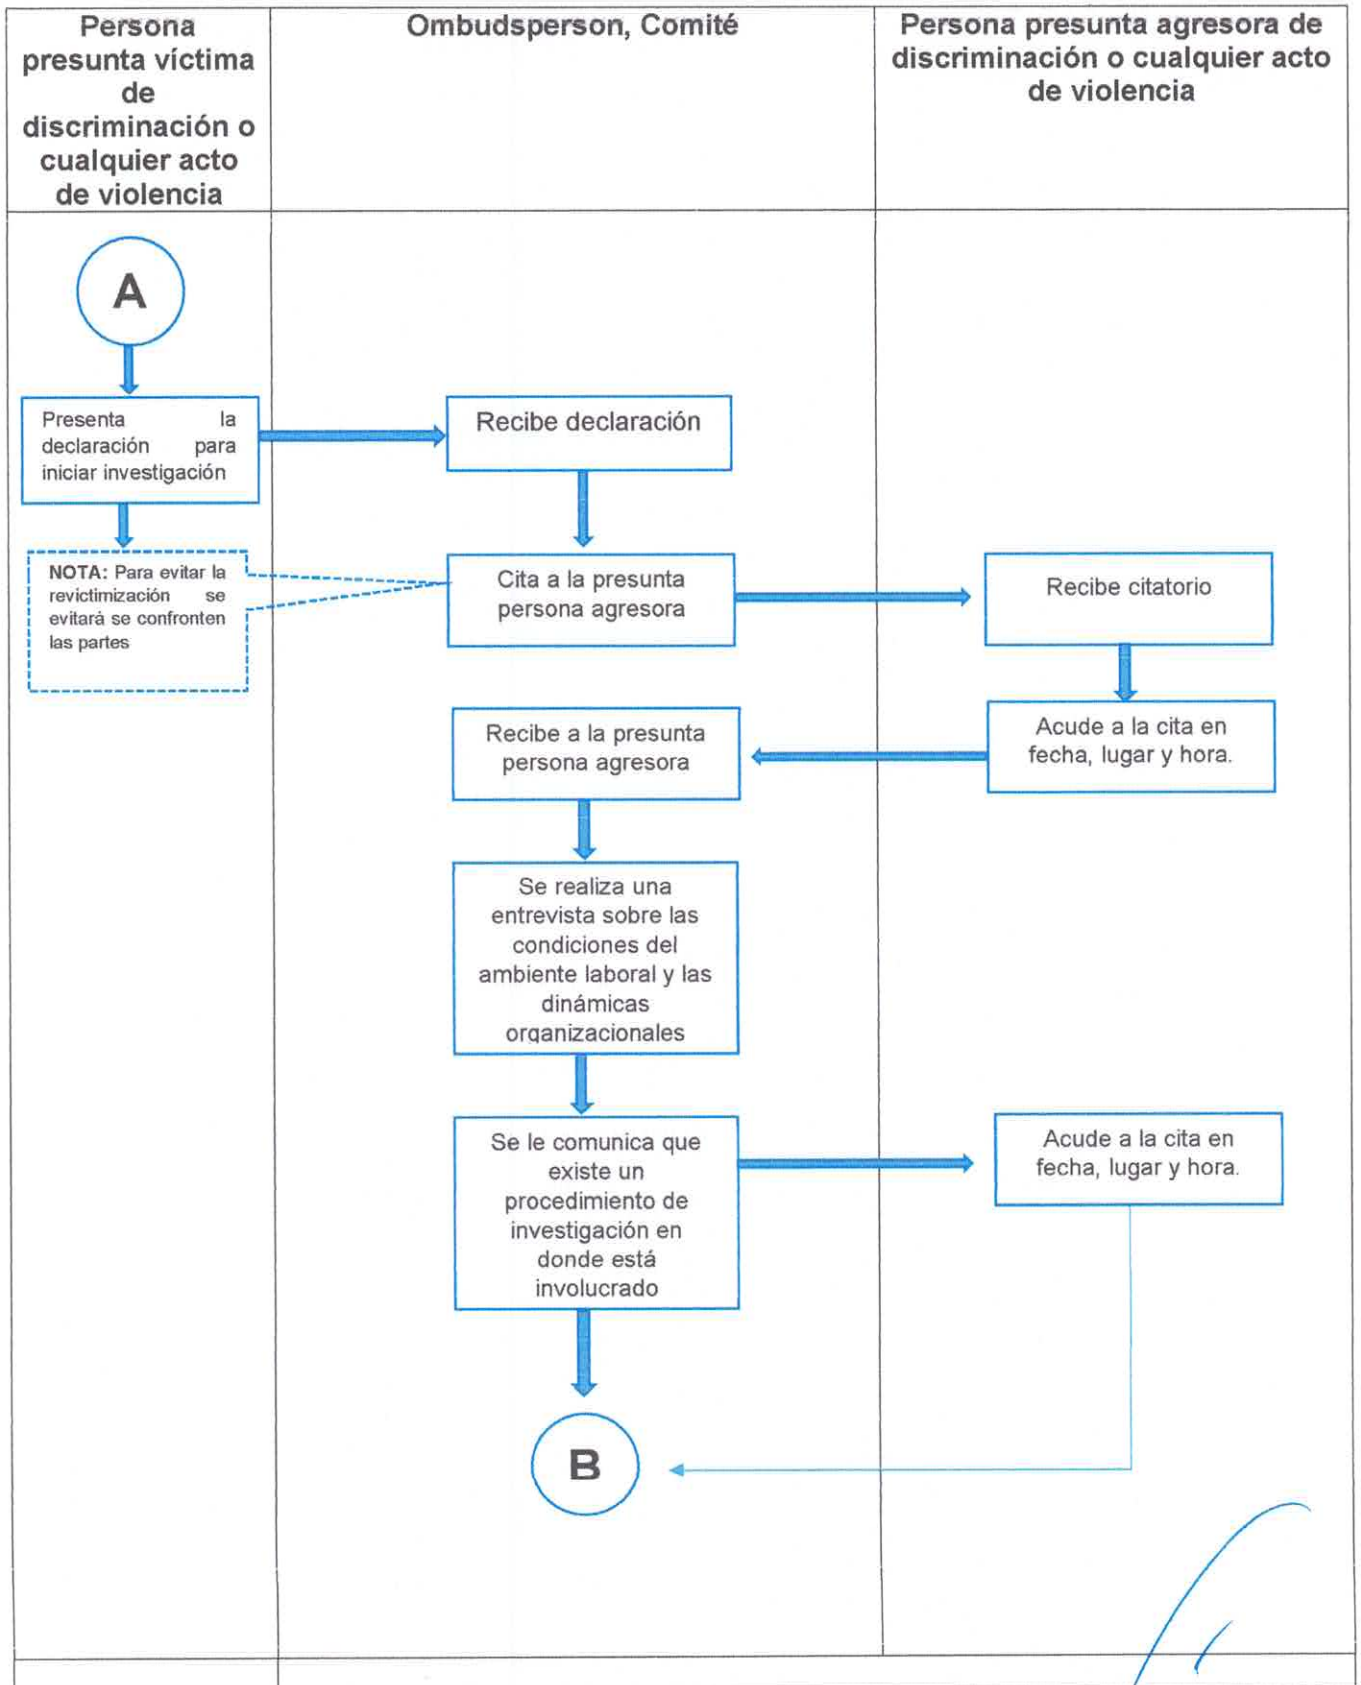 Persona
presunta víctima
de
discriminación o
cualquier acto
de violencia
Ombudsperson, Comité
Persona presunta agresora de
discriminación o cualquier acto
de violencia
A
Presenta la
declaración para
iniciar investigación
Recibe declaración
NOTA: Para evitar la
revictimización se
evitará se confronten
las partes
Cita a la presunta
persona agresora
Recibe citatorio
Acude a la cita en
fecha, lugar y hora.
Recibe a la presunta
persona agresora
Se realiza una
entrevista sobre las
condiciones del
ambiente laboral y las
dinámicas
organizacionales
Se le comunica que
existe un
procedimiento de
investigación en
donde está
involucrado
Acude a la cita en
fecha, lugar y hora.
B